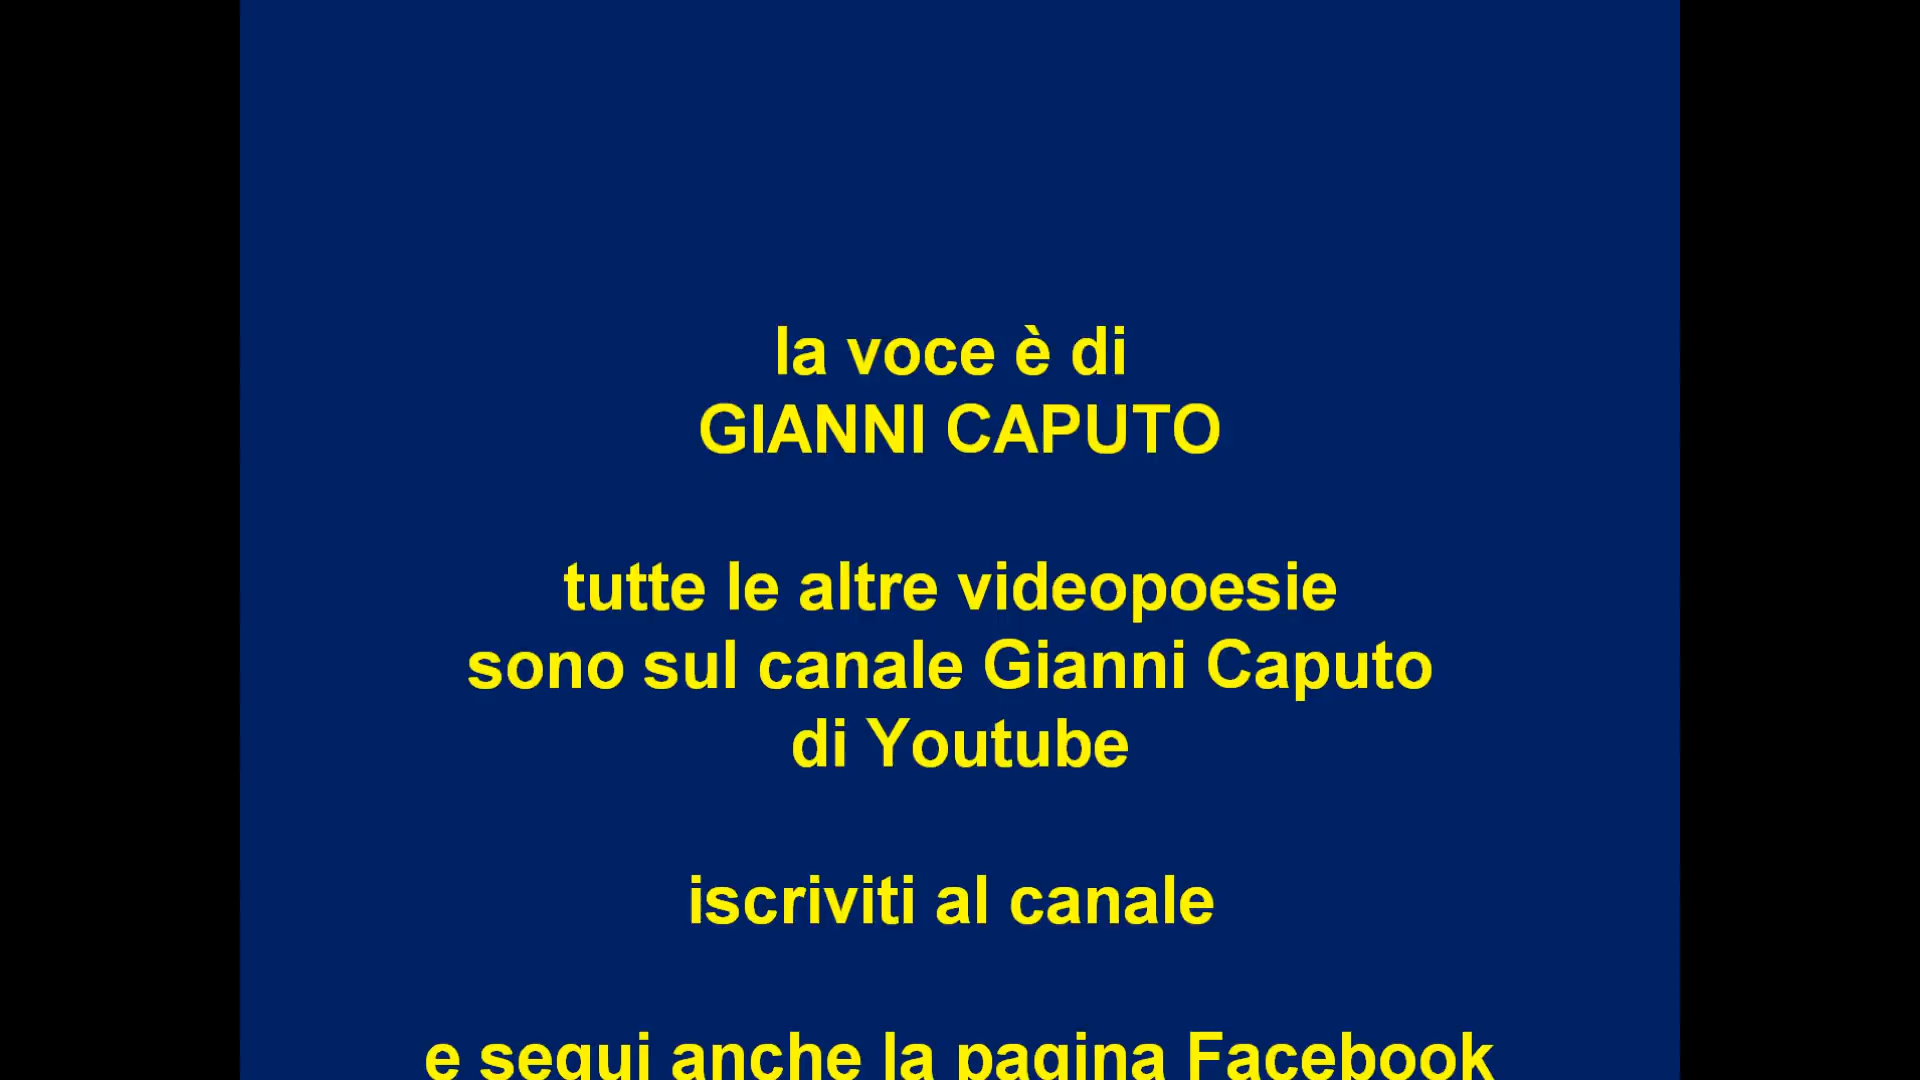 la voce è di
GIANNI CAPUTO
tutte le altre videopoesie
sono sul canale Gianni Caputo
di Youtube
iscriviti al canale
e segui anche la pagina Facebook